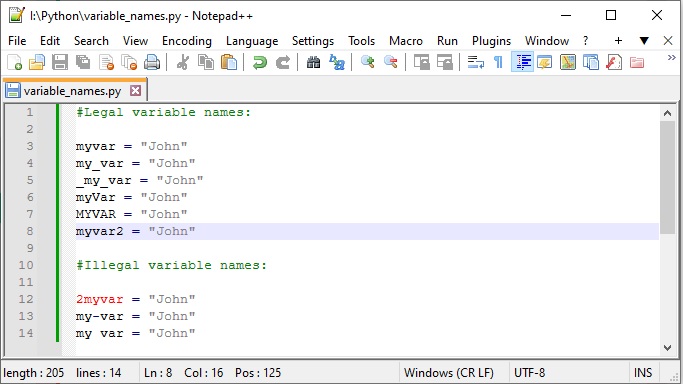 I:\Python\variable_names.py - Notepad++
File Edit Search View Encoding Language Settings Tools Macro Run Plugins Window ? + ▼ X
variable_names.py
1 #Legal variable names:
2
3 myvar = "John"
4 my_var = "John"
5 _my_var = "John"
6 myVar = "John"
7 MYVAR = "John"
8 myvar2 = "John"
9
10 #Illegal variable names:
11
12 2myvar = "John"
13 my-var = "John"
14 my var = "John"
length : 205 lines : 14 Ln : 8 Col : 16 Pos : 125 Windows (CR LF) UTF-8 INS